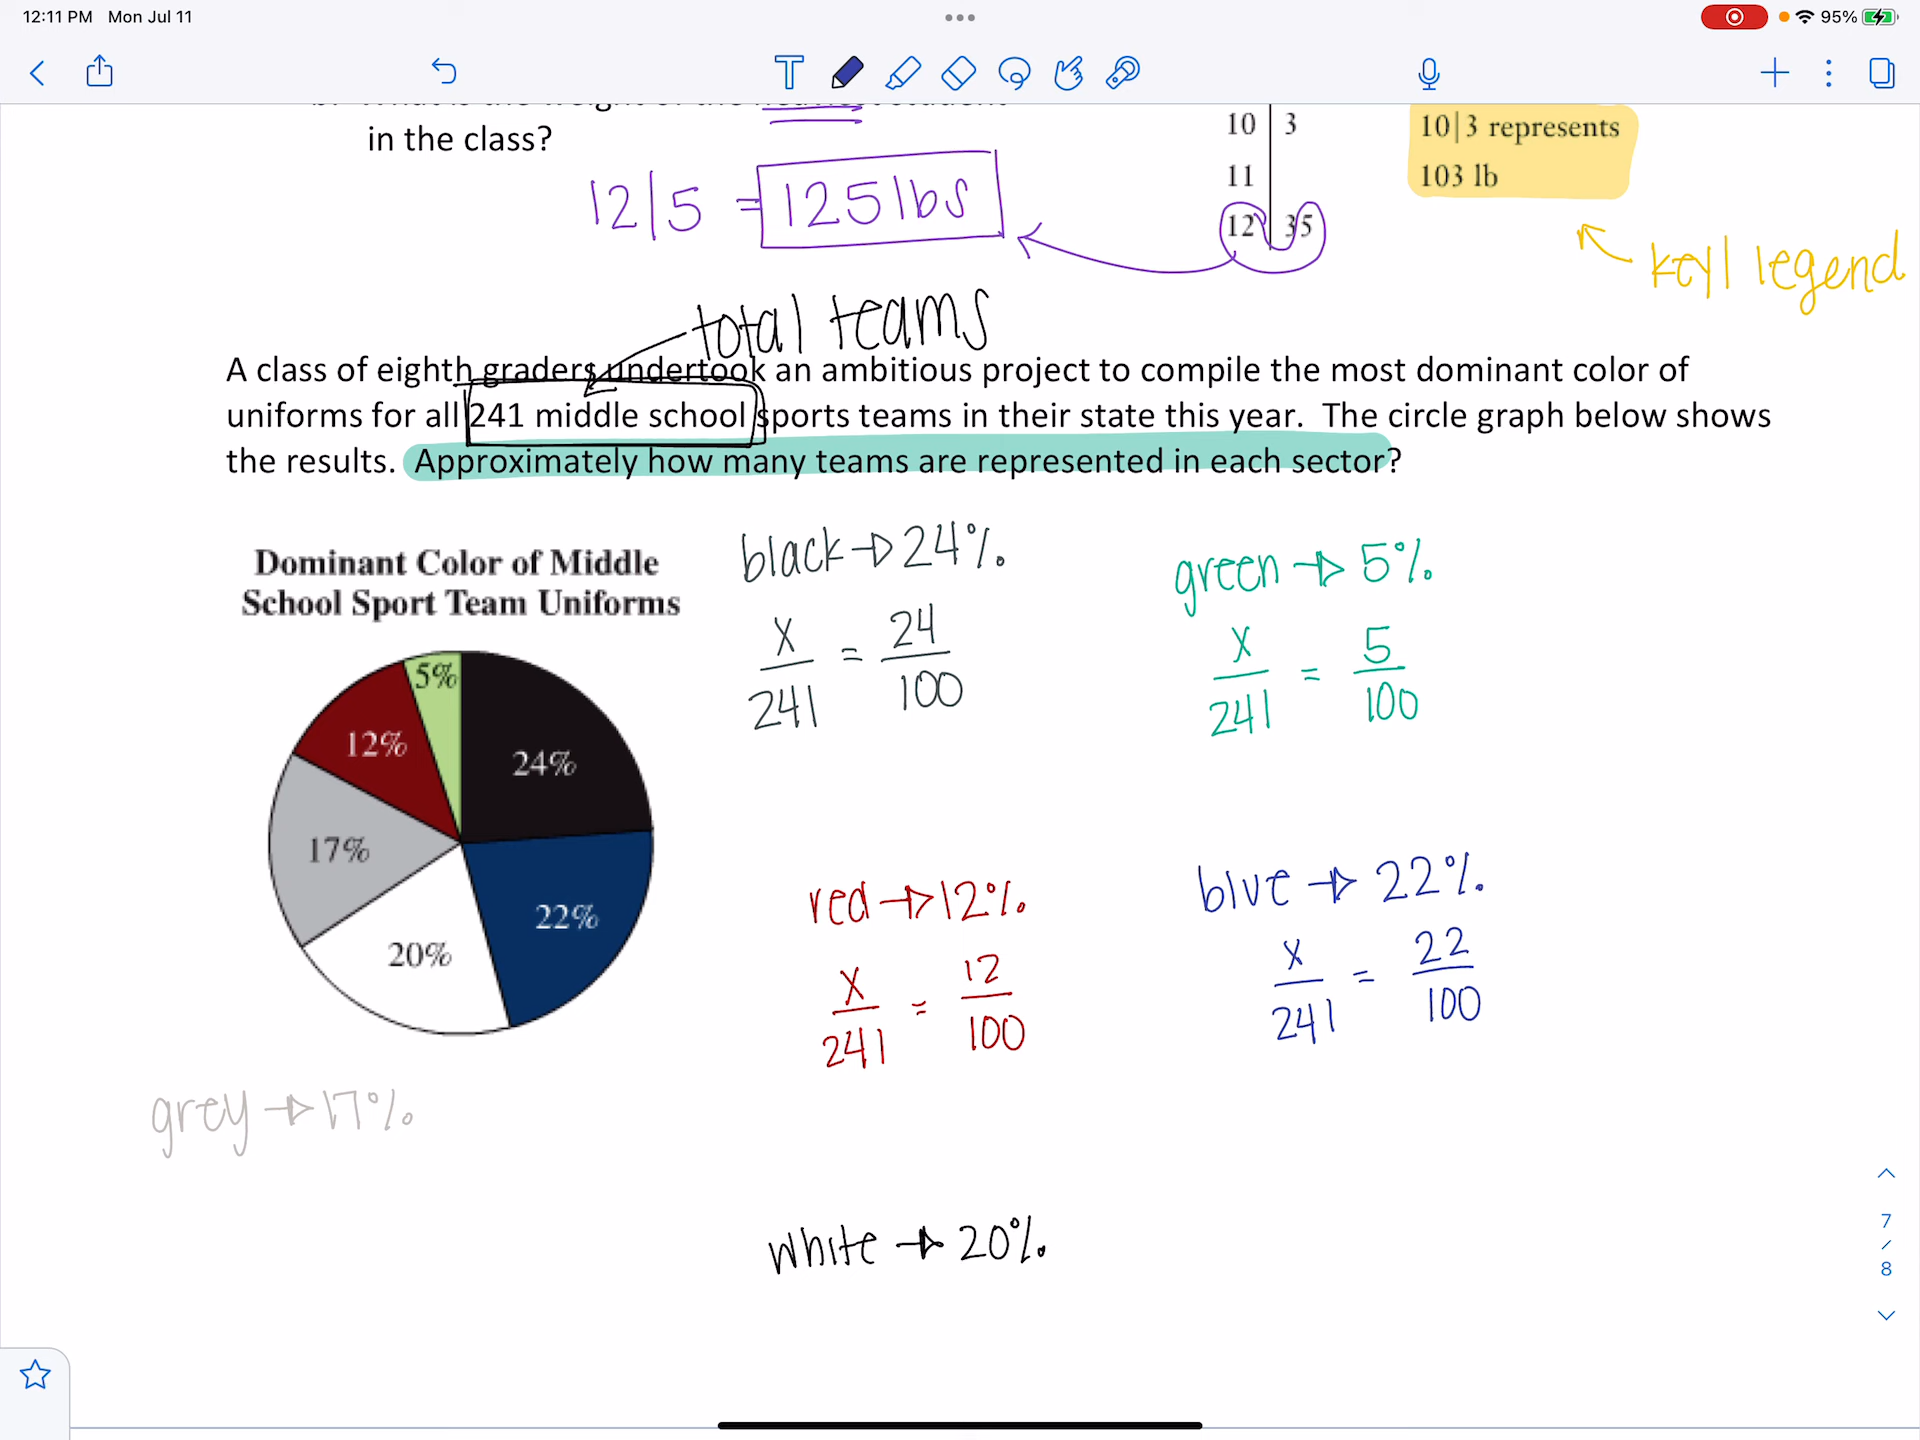 12:11 PM Mon Jul 11
95%
in the class?
10 | 3
11 |
12 | 35
10|3 represents
103 lb
12|5 = 125 lbs
key/legend
total teams
A class of eighth graders undertook an ambitious project to compile the most dominant color of
uniforms for all 241 middle school sports teams in their state this year. The circle graph below shows
the results. Approximately how many teams are represented in each sector?
Dominant Color of Middle
School Sport Team Uniforms
5%
12%
24%
17%
22%
20%
black → 24%
x/241 = 24/100
green → 5%
x/241 = 5/100
red → 12%
x/241 = 12/100
blue → 22%
x/241 = 22/100
grey → 17%
white → 20%
7
/
8